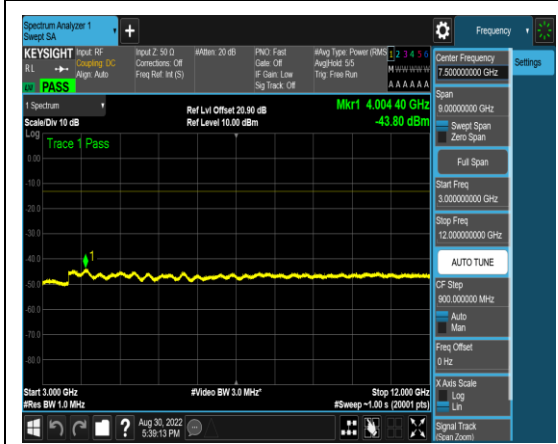 Spectrum Analyzer 1
Swept SA
+
Frequency
KEYSIGHT Input: RF Input Z: 50 Ω #Atten: 20 dB PNO: Fast #Avg Type: Power (RMS 1 2 3 4 5 6
RL Coupling: DC Corrections: Off Gate: Off Avg|Hold: 5/5 M W W W W W
Align: Auto Freq Ref: Int (S) IF Gain: Low Trig: Free Run A A A A A A
PASS Sig Track: Off
1 Spectrum Ref Lvl Offset 20.90 dB Mkr1 4.004 40 GHz
Scale/Div 10 dB Ref Level 10.00 dBm -43.80 dBm
Log
Trace 1 Pass
0.00
-10.0
-20.0
-30.0
-40.0
1
-50.0
-60.0
-70.0
-80.0
Start 3.000 GHz #Video BW 3.0 MHz* Stop 12.000 GHz
#Res BW 1.0 MHz #Sweep ~1.00 s (20001 pts)
? Aug 30, 2022
5:39:13 PM
Center Frequency
7.500000000 GHz
Settings
Span
9.00000000 GHz
Swept Span
Zero Span
Full Span
Start Freq
3.000000000 GHz
Stop Freq
12.000000000 GHz
AUTO TUNE
CF Step
900.000000 MHz
Auto
Man
Freq Offset
0 Hz
X Axis Scale
Log
Lin
Signal Track
(Span Zoom)